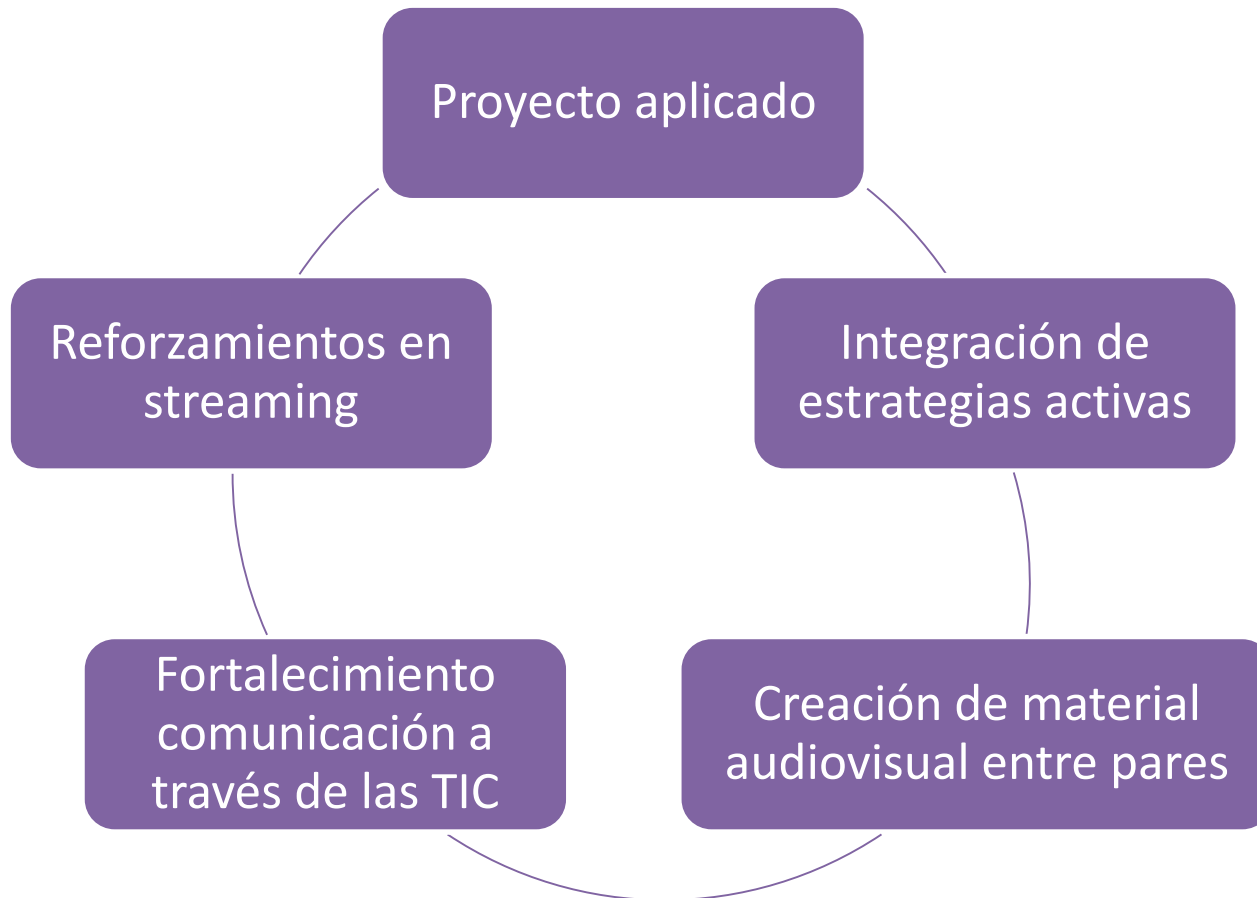 Proyecto aplicado
Reforzamientos en
streaming
Integración de
estrategias activas
Fortalecimiento
comunicación a
través de las TIC
Creación de material
audiovisual entre pares